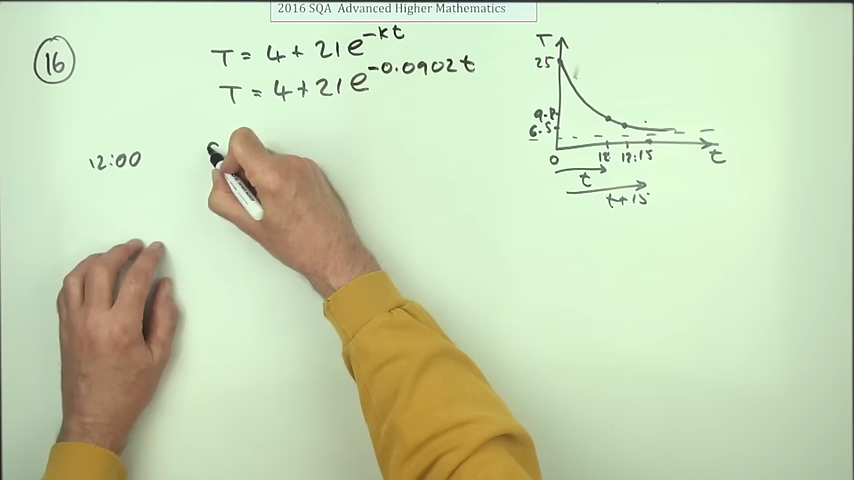 2016 SQA Advanced Higher Mathematics
16
T = 4 + 21e^-kt
T = 4 + 21e^-0.0902t
12:00
T
25
9.8
6.5
0
12
12:15
t
t
t+15